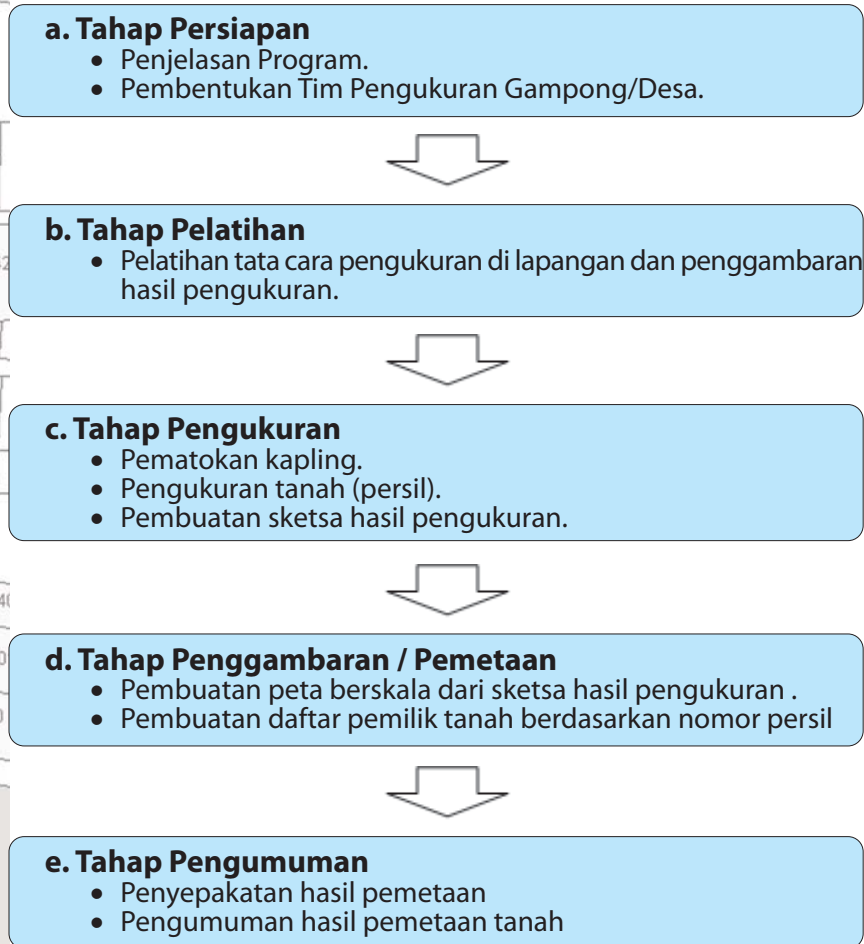 a. Tahap Persiapan
• Penjelasan Program.
• Pembentukan Tim Pengukuran Gampong/Desa.
b. Tahap Pelatihan
• Pelatihan tata cara pengukuran di lapangan dan penggambaran
hasil pengukuran.
c. Tahap Pengukuran
• Pematokan kapling.
• Pengukuran tanah (persil).
• Pembuatan sketsa hasil pengukuran.
d. Tahap Penggambaran / Pemetaan
• Pembuatan peta berskala dari sketsa hasil pengukuran .
• Pembuatan daftar pemilik tanah berdasarkan nomor persil
e. Tahap Pengumuman
• Penyepakatan hasil pemetaan
• Pengumuman hasil pemetaan tanah